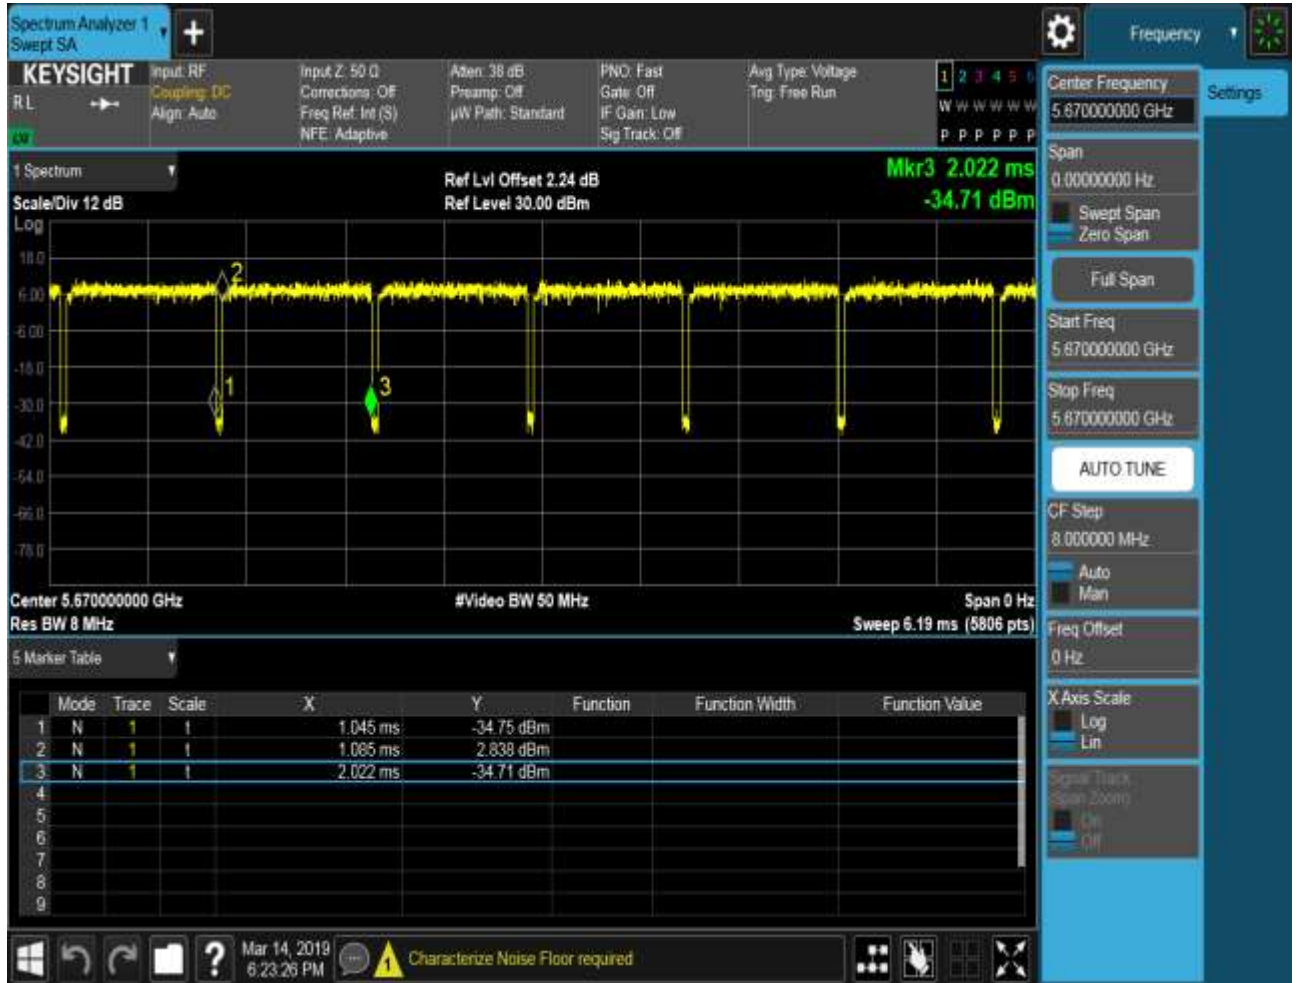 Spectrum Analyzer 1
Swept SA
+
Frequency
KEYSIGHT
R L
Input: RF
Coupling: DC
Align: Auto
Input Z: 50 Ω
Corrections: Off
Freq Ref: Int (S)
NFE: Adaptive
Atten: 38 dB
Preamp: Off
µW Path: Standard
PNO: Fast
Gate: Off
IF Gain: Low
Sig Track: Off
Avg Type: Voltage
Trig: Free Run
1 2 3 4 5 6
W W W W W W
P P P P P P
1 Spectrum
Scale/Div 12 dB
Ref Lvl Offset 2.24 dB
Ref Level 30.00 dBm
Mkr3 2.022 ms
-34.71 dBm
Log
18.0
6.00
-6.00
-18.0
-30.0
-42.0
-54.0
-66.0
-78.0
2
1
3
Center 5.670000000 GHz
Res BW 8 MHz
#Video BW 50 MHz
Span 0 Hz
Sweep 6.19 ms (5806 pts)
5 Marker Table
Mode Trace Scale X Y Function Function Width Function Value
1 N 1 t 1.045 ms -34.75 dBm
2 N 1 t 1.085 ms 2.838 dBm
3 N 1 t 2.022 ms -34.71 dBm
4
5
6
7
8
9
?
Mar 14, 2019
6:23:26 PM
1
Characterize Noise Floor required
Center Frequency
5.670000000 GHz
Settings
Span
0.00000000 Hz
Swept Span
Zero Span
Full Span
Start Freq
5.670000000 GHz
Stop Freq
5.670000000 GHz
AUTO TUNE
CF Step
8.000000 MHz
Auto
Man
Freq Offset
0 Hz
X Axis Scale
Log
Lin
Signal Track
(Span Zoom)
On
Off